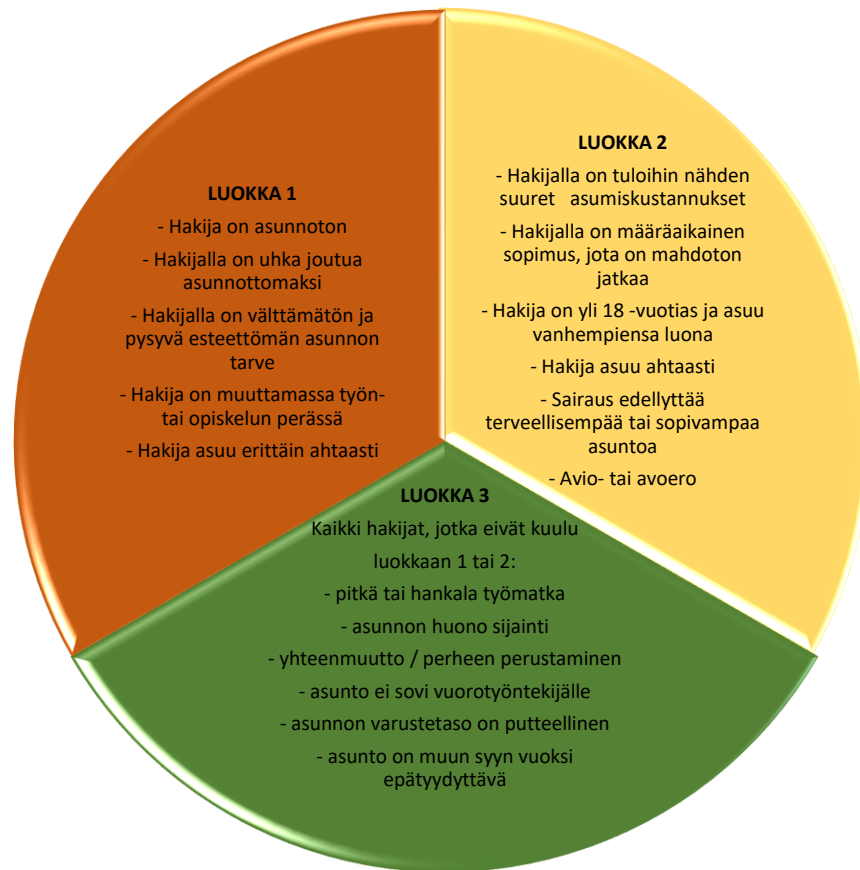 LUOKKA 1
- Hakija on asunnoton
- Hakijalla on uhka joutua
asunnottomaksi
- Hakijalla on välttämätön ja
pysyvä esteettömän asunnon
tarve
- Hakija on muuttamassa työn-
tai opiskelun perässä
- Hakija asuu erittäin ahtaasti
LUOKKA 2
- Hakijalla on tuloihin nähden
suuret asumiskustannukset
- Hakijalla on määräaikainen
sopimus, jota on mahdoton
jatkaa
- Hakija on yli 18 -vuotias ja asuu
vanhempiensa luona
- Hakija asuu ahtaasti
- Sairaus edellyttää
terveellisempää tai sopivampaa
asuntoa
- Avio- tai avoero
LUOKKA 3
Kaikki hakijat, jotka eivät kuulu
luokkaan 1 tai 2:
- pitkä tai hankala työmatka
- asunnon huono sijainti
- yhteenmuutto / perheen perustaminen
- asunto ei sovi vuorotyöntekijälle
- asunnon varustetaso on putteellinen
- asunto on muun syyn vuoksi
epätyydyttävä